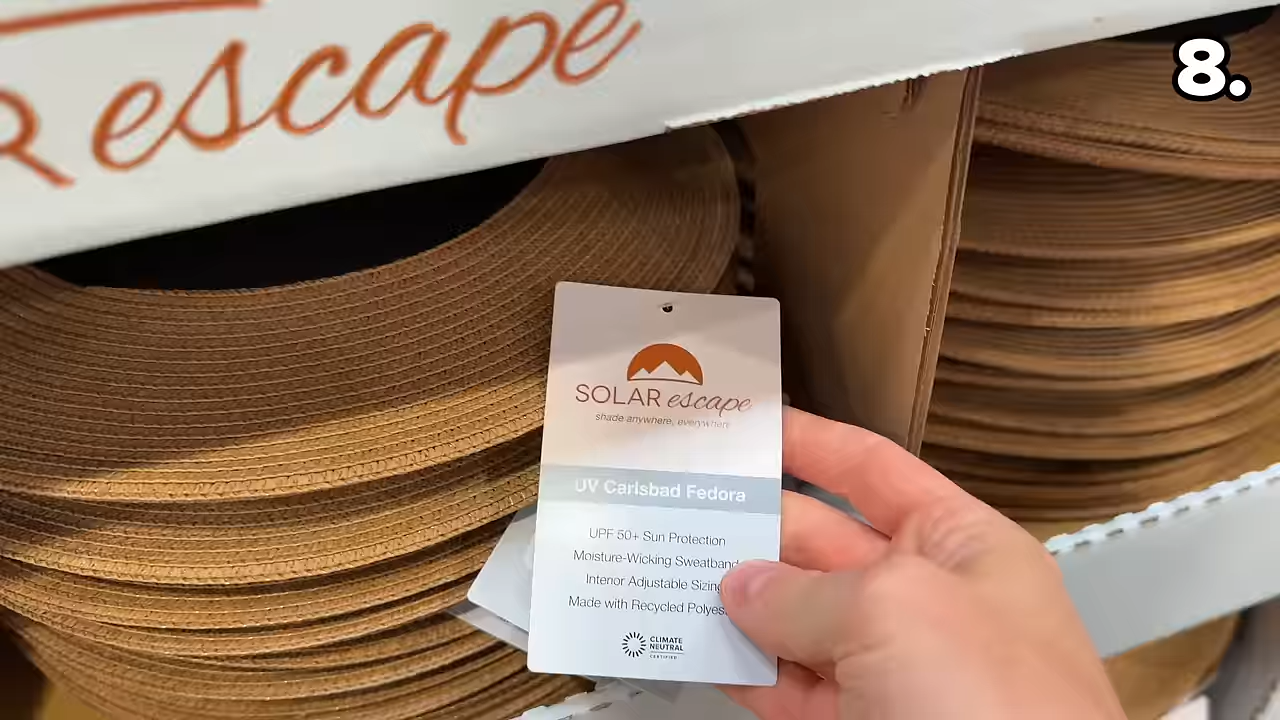 8.
R escape
SOLAR escape
shade anywhere, everywhere
UV Carlsbad Fedora
UPF 50+ Sun Protection
Moisture-Wicking Sweatband
Interior Adjustable Sizing
Made with Recycled
CLIMATE
NEUTRAL
CERTIFIED